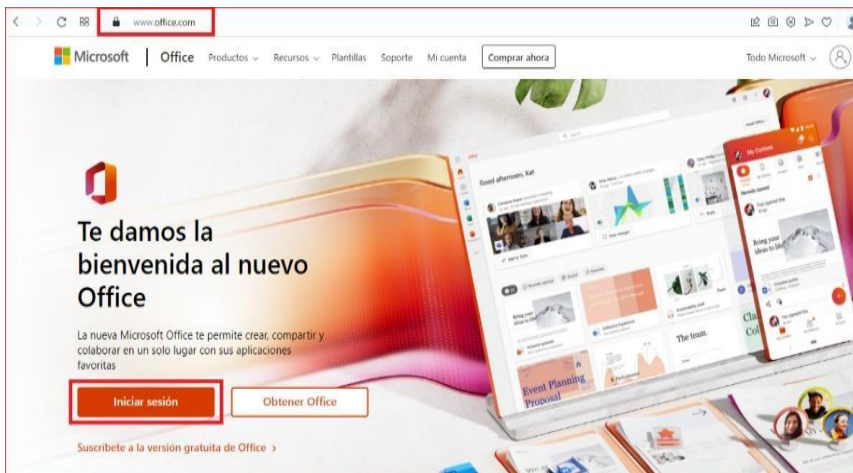 www.office.com
Microsoft | Office Productos Recursos Plantillas Soporte Mi cuenta Comprar ahora Todo Microsoft
Te damos la
bienvenida al nuevo
Office
La nueva Microsoft Office te permite crear, compartir y
colaborar en un solo lugar con sus aplicaciones
favoritas
Iniciar sesión Obtener Office
Suscríbete a la versión gratuita de Office >
Good afternoon, Kat
My Content
Recently opened
Bring your
ideas to life
The team.
Event Planning
Proposal